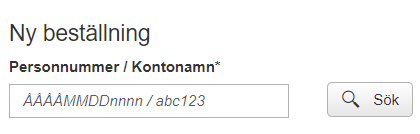 Ny beställning
Personnummer / Kontonamn*
ÅÅÅÅMMDDnnnn / abc123
Sök